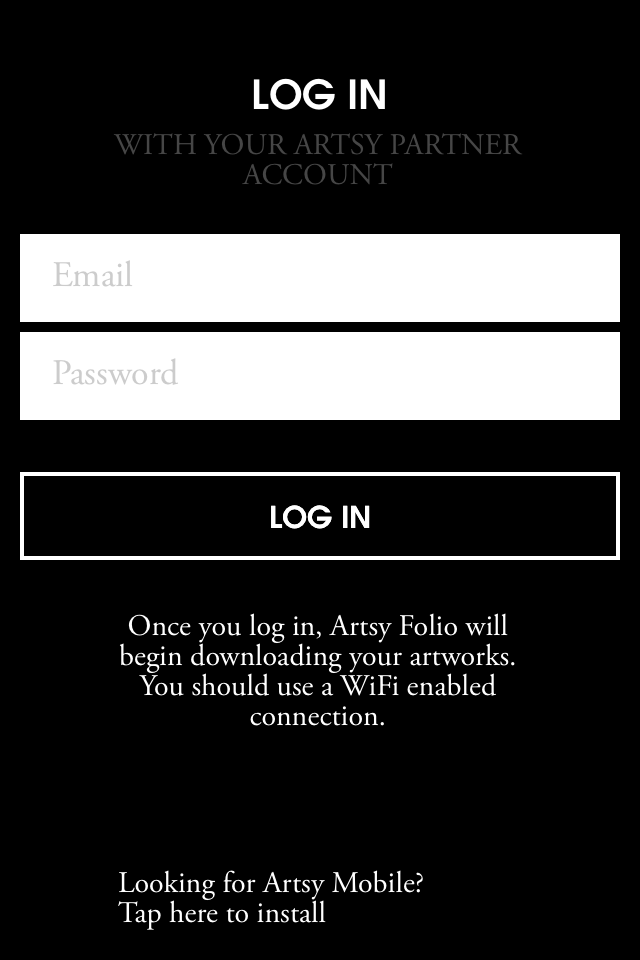 LOG IN
WITH YOUR ARTSY PARTNER
ACCOUNT
Email
Password
LOG IN
Once you log in, Artsy Folio will
begin downloading your artworks.
You should use a WiFi enabled
connection.
Looking for Artsy Mobile?
Tap here to install